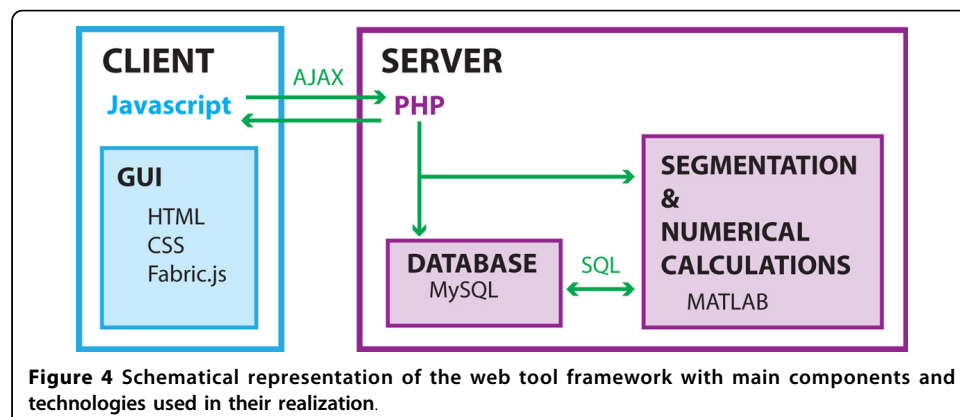 CLIENT
Javascript
AJAX
SERVER
PHP
GUI
HTML
CSS
Fabric.js
DATABASE
MySQL
SQL
SEGMENTATION
&
NUMERICAL
CALCULATIONS
MATLAB
Figure 4 Schematical representation of the web tool framework with main components and
technologies used in their realization.